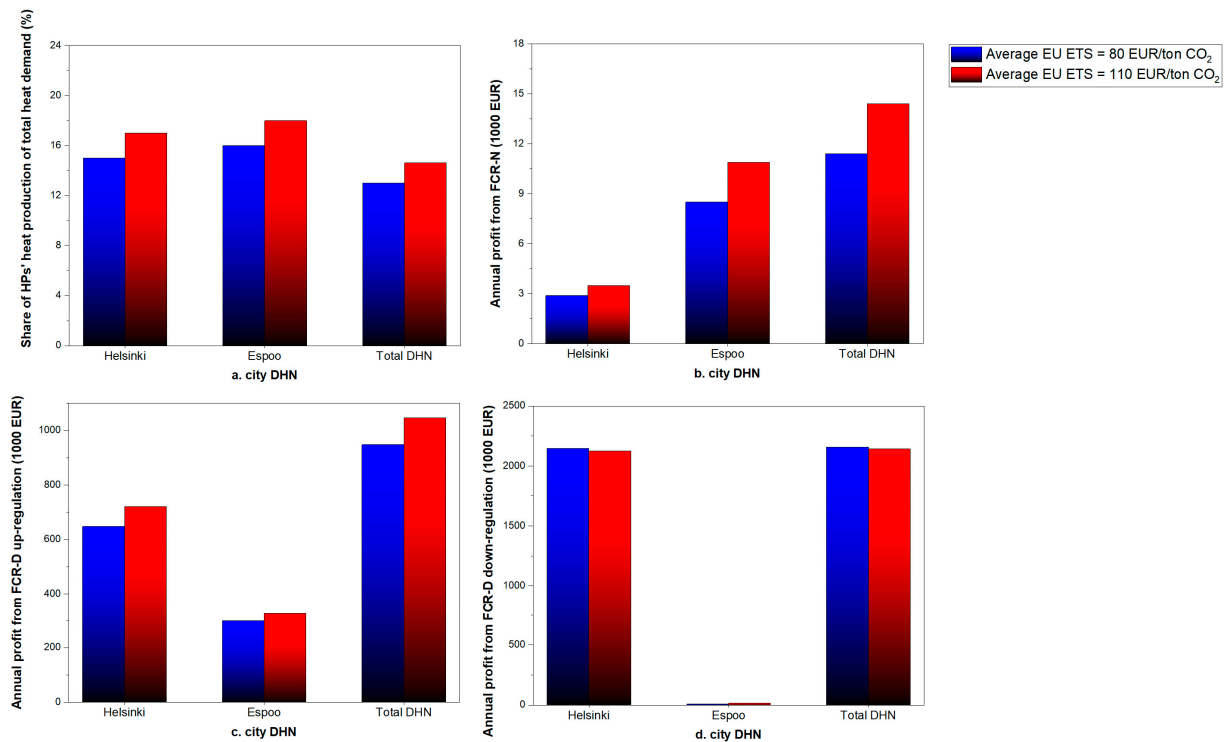 Share of HPs' heat production of total heat demand (%)
24
20
16
12
8
4
0
Helsinki
Espoo
Total DHN
a. city DHN
Annual profit from FCR-N (1000 EUR)
18
15
12
9
6
3
0
Helsinki
Espoo
Total DHN
b. city DHN
Average EU ETS = 80 EUR/ton CO₂
Average EU ETS = 110 EUR/ton CO₂
Annual profit from FCR-D up-regulation (1000 EUR)
1000
800
600
400
200
0
Helsinki
Espoo
Total DHN
c. city DHN
Annual profit from FCR-D down-regulation (1000 EUR)
2500
2000
1500
1000
500
0
Helsinki
Espoo
Total DHN
d. city DHN